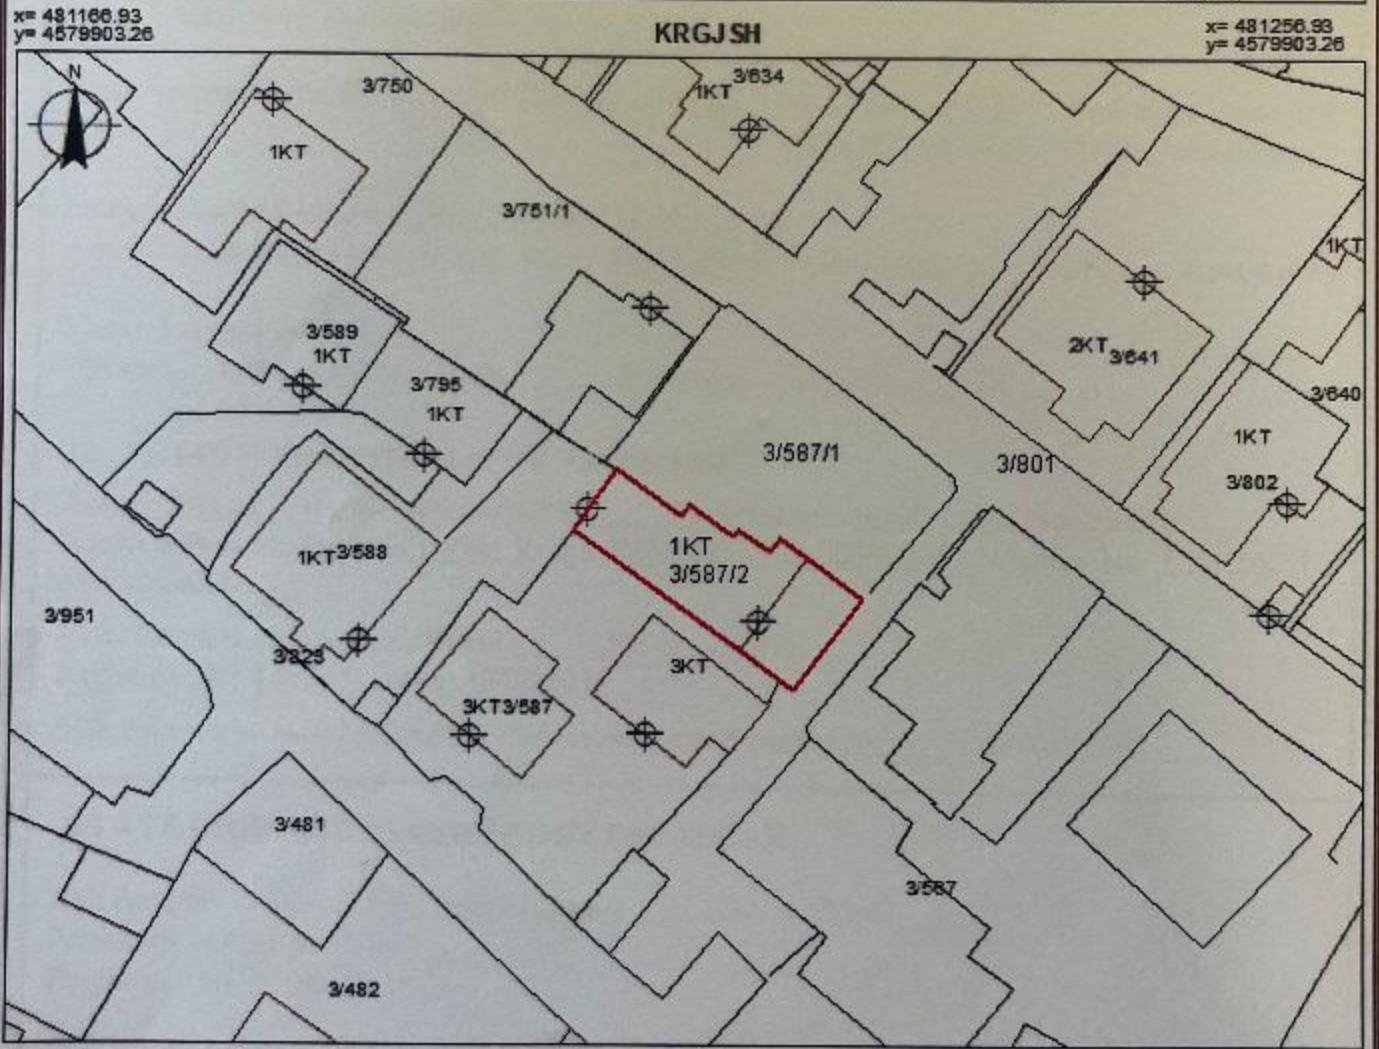 x= 481166.93
y= 4579903.26
KRGJSH
x= 481256.93
y= 4579903.26
N
3/750
3/634
1KT
1KT
3/751/1
1KT
3/589
1KT
2KT 3/641
3/795
1KT
3/640
1KT
3/587/1
3/801
3/802
1KT
3/587/2
1KT 3/588
3/951
3/323
3KT
3KT 3/587
3/481
3/587
3/482